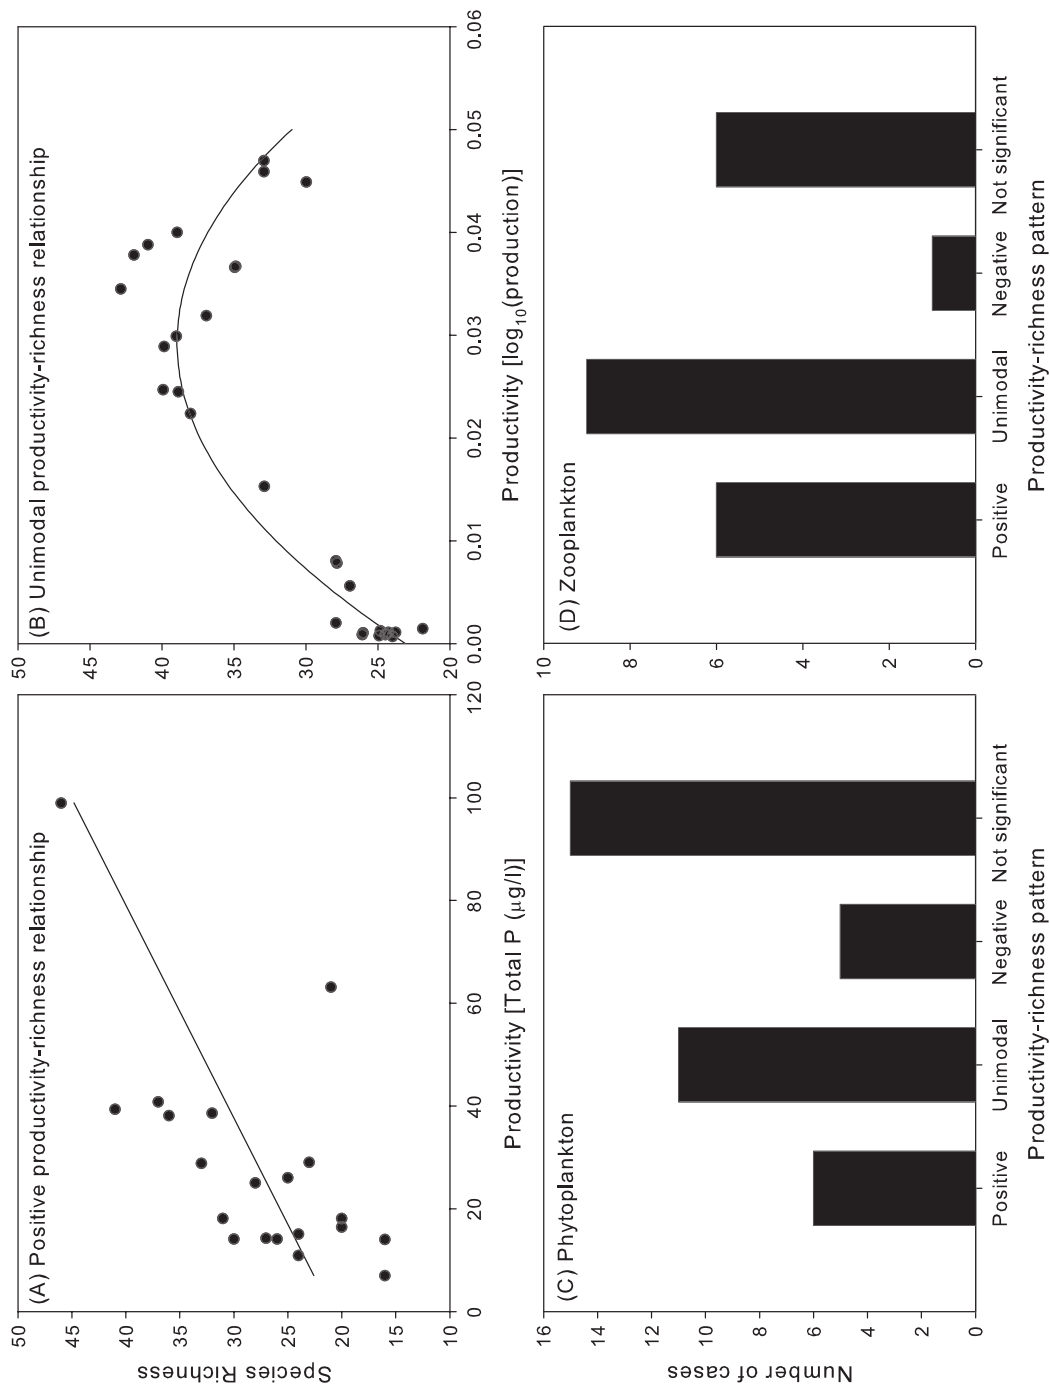 (A) Positive productivity-richness relationship
50
45
40
35
30
25
20
15
10
Species Richness
0 20 40 60 80 100 120
Productivity [Total P (μg/l)]
(B) Unimodal productivity-richness relationship
50
45
40
35
30
25
20
0.00 0.01 0.02 0.03 0.04 0.05 0.06
Productivity [log10(production)]
(C) Phytoplankton
16
14
12
10
8
6
4
2
0
Number of cases
Positive Unimodal Negative Not significant
Productivity-richness pattern
(D) Zooplankton
10
8
6
4
2
0
Positive Unimodal Negative Not significant
Productivity-richness pattern